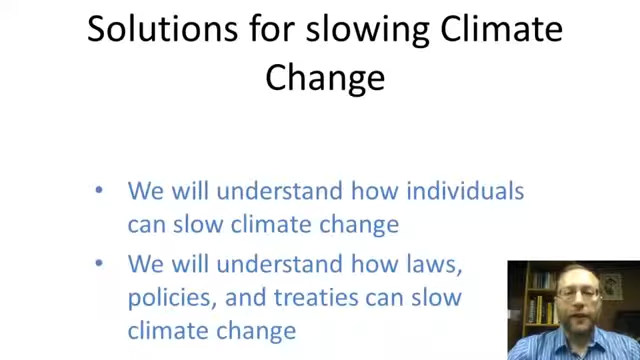 Solutions for slowing Climate
Change
• We will understand how individuals
can slow climate change
• We will understand how laws,
policies, and treaties can slow
climate change